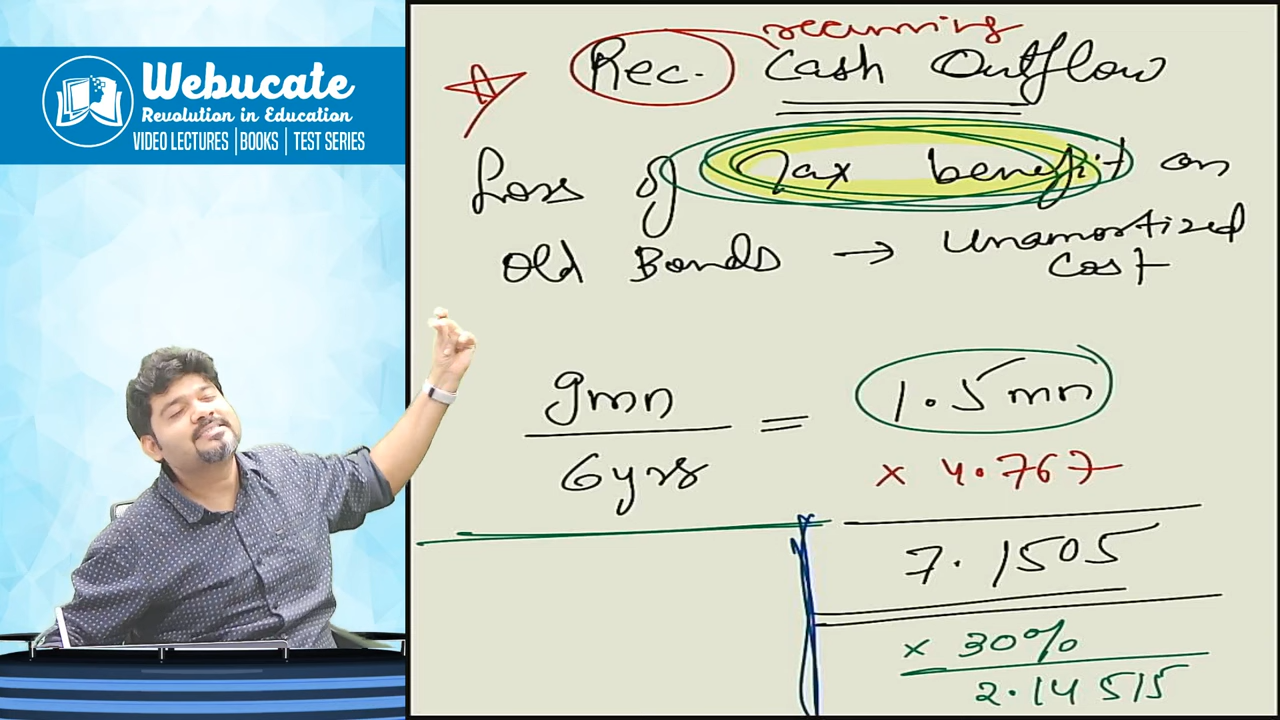 Webucate
Revolution in Education
VIDEO LECTURES | BOOKS | TEST SERIES
recurring
Rec. Cash Outflow
Loss of Tax benefit on
Old Bonds → Unamortized
Cost
9mn
6yrs
= 1.5mn
x 4.767
7.1505
x 30%
2.14515